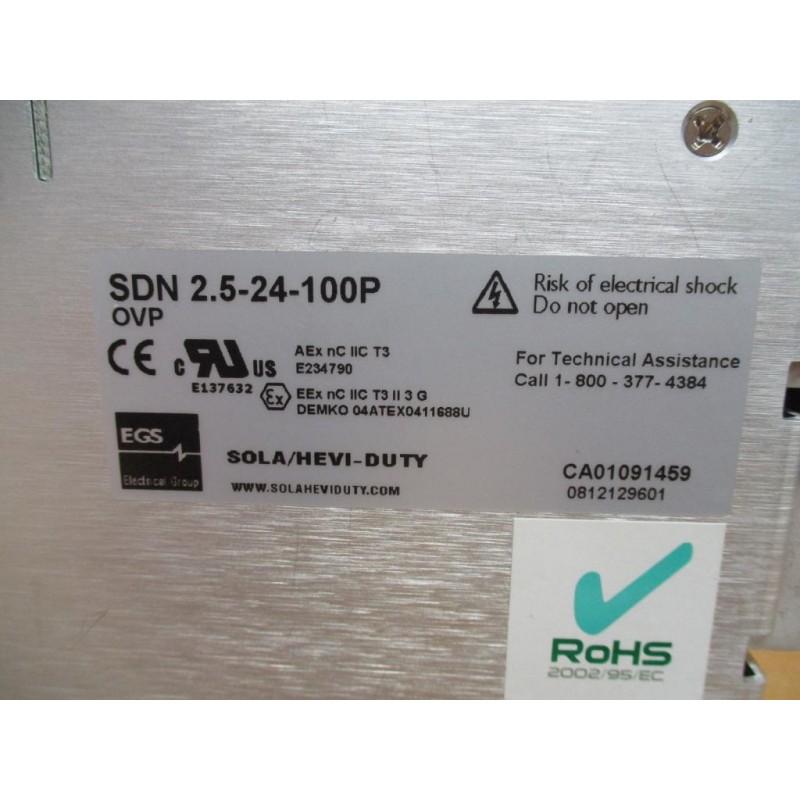 SDN 2.5-24-100P
OVP
Risk of electrical shock
Do not open
CE c RU US
E137632
AEx nC IIC T3
E234790
Ex
EEx nC IIC T3 II 3 G
DEMKO 04ATEX0411688U
For Technical Assistance
Call 1- 800 - 377- 4384
EGS
Electrical Group
SOLA/HEVI-DUTY
WWW.SOLAHEVIDUTY.COM
CA01091459
0812129601
RoHS
2002/95/EC